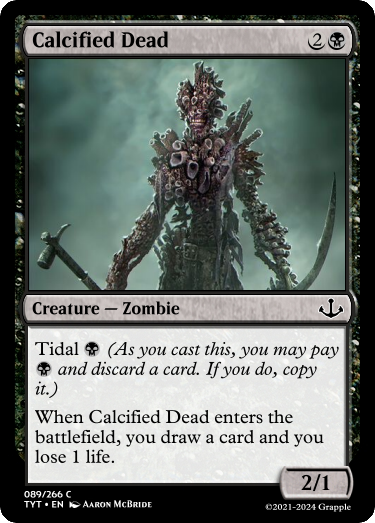 Calcified Dead 2
Creature — Zombie
Tidal (As you cast this, you may pay
and discard a card. If you do, copy
it.)
When Calcified Dead enters the
battlefield, you draw a card and you
lose 1 life.
2/1
089/266 C
TYT • EN Aaron McBride
©2021-2024 Grapple